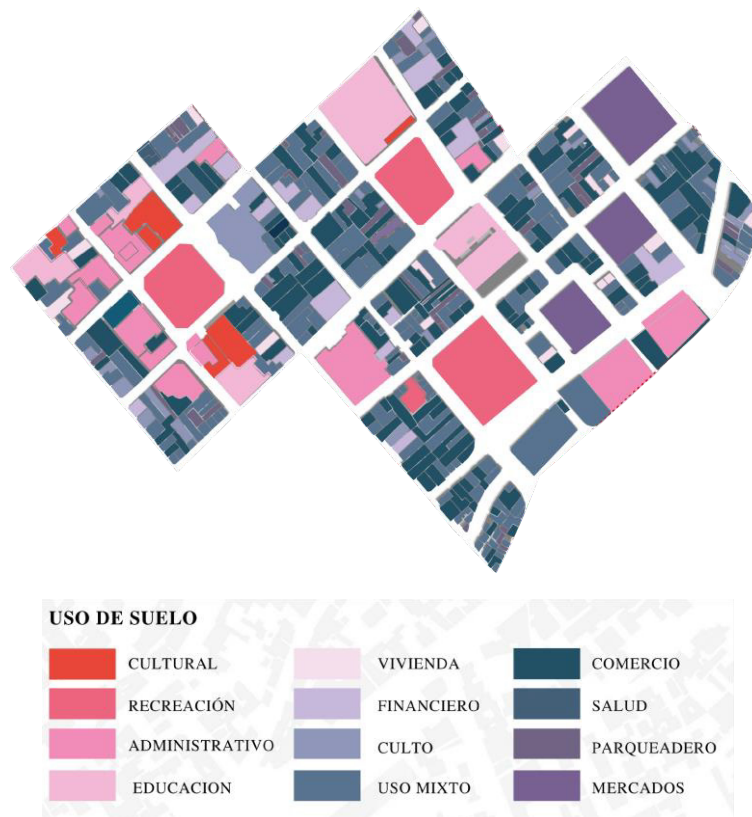 USO DE SUELO
CULTURAL
RECREACIÓN
ADMINISTRATIVO
EDUCACION
VIVIENDA
FINANCIERO
CULTO
USO MIXTO
COMERCIO
SALUD
PARQUEADERO
MERCADOS